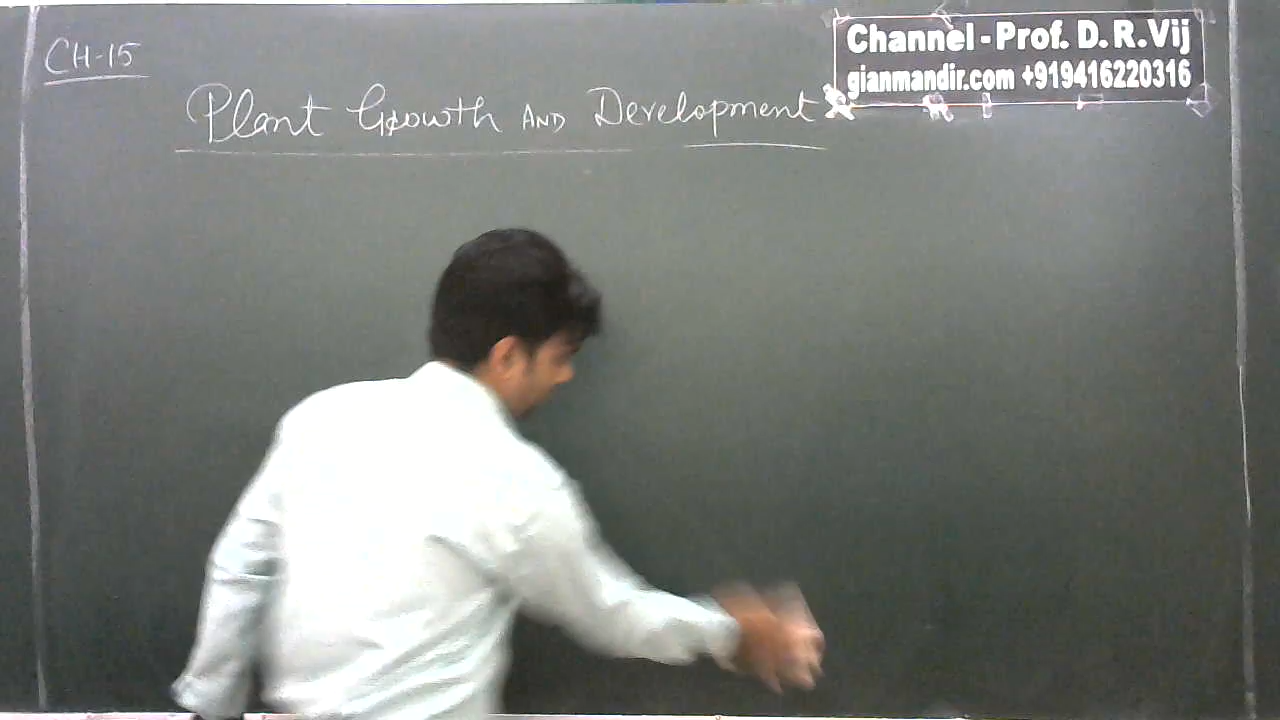 CH-15
Plant Growth AND Development
Channel - Prof. D. R. Vij
gianmandir.com +919416220316